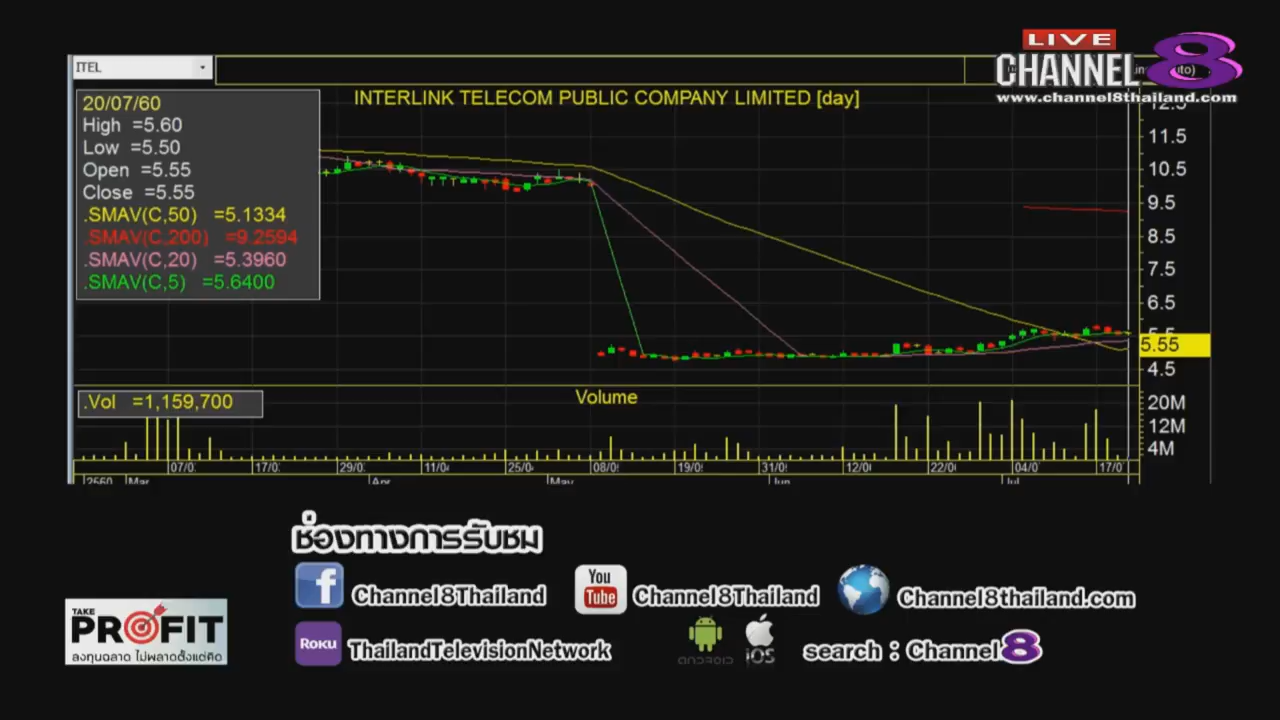 LIVE
CHANNEL 8
www.channel8thailand.com
ITEL
INTERLINK TELECOM PUBLIC COMPANY LIMITED [day]
20/07/60
High =5.60
Low =5.50
Open =5.55
Close =5.55
.SMAV(C,50) =5.1334
.SMAV(C,200) =9.2594
.SMAV(C,20) =5.3960
.SMAV(C,5) =5.6400
12.5
11.5
10.5
9.5
8.5
7.5
6.5
5.5
5.55
4.5
.Vol =1,159,700
Volume
20M
12M
4M
07/0 17/0 29/0 11/0 25/0 08/0 19/0 31/0 12/0 22/0 04/0 17/0
2560 Mar Apr May Jun Jul
ช่องทางการรับชม
f Channel8Thailand You Tube Channel8Thailand Channel8thailand.com
TAKE
PROFIT
ลงทุนฉลาด ไม่พลาดตั้งแต่คิด
ROKU ThailandTelevisionNetwork ANDROID iOS search : Channel 8